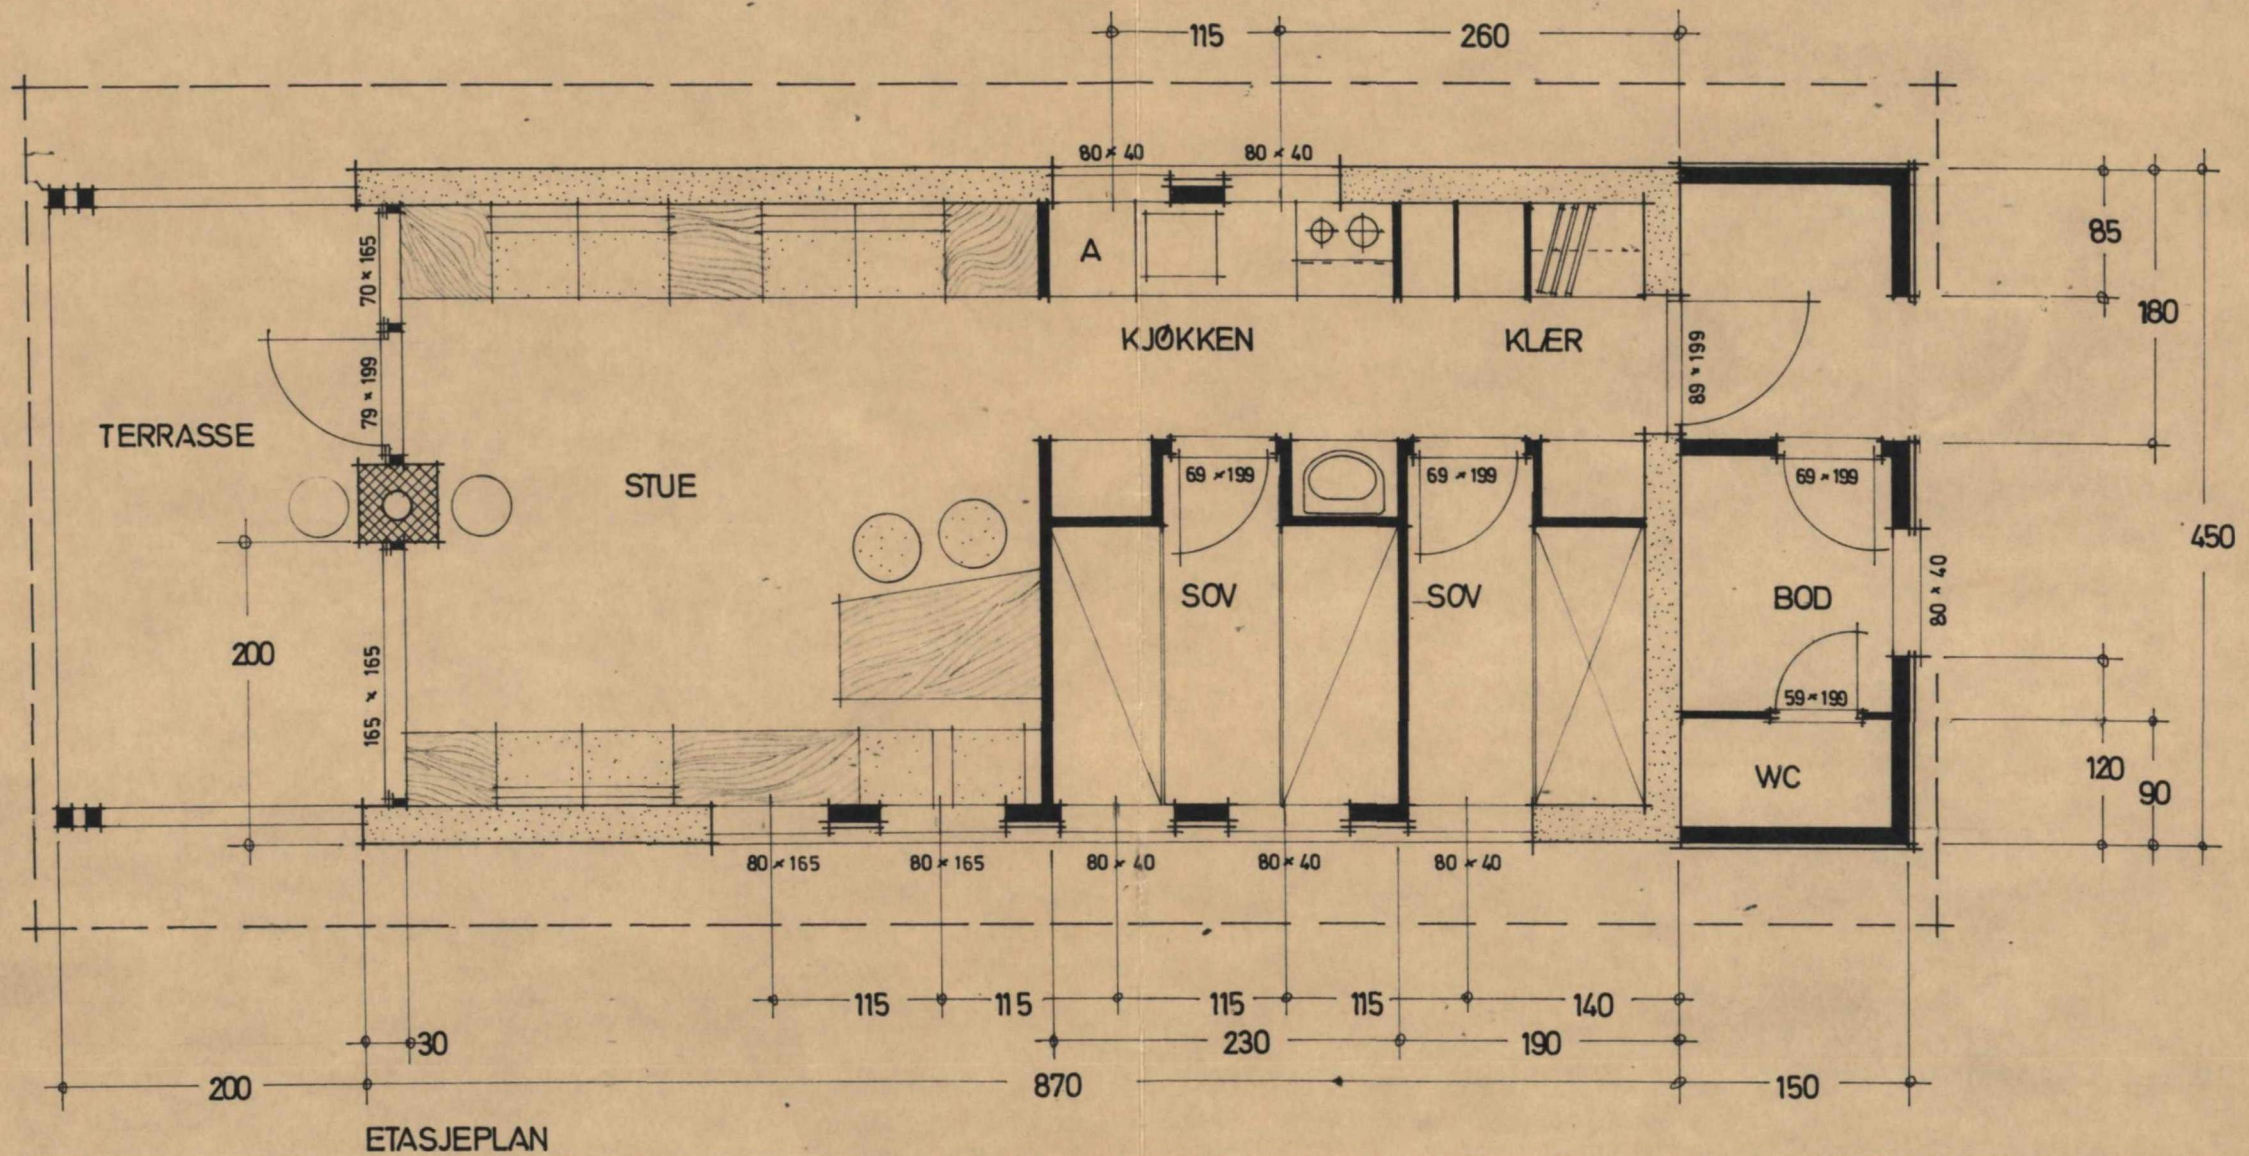 115
260
80 × 40
80 × 40
85
70 × 165
A
180
KJØKKEN
KLÆR
89 × 199
79 × 199
TERRASSE
STUE
69 × 199
69 × 199
69 × 199
450
SOV
SOV
BOD
80 × 40
200
165 × 165
59 × 199
WC
120
90
80 × 165
80 × 165
80 × 40
80 × 40
80 × 40
115
115
115
115
140
30
230
190
200
870
150
ETASJEPLAN